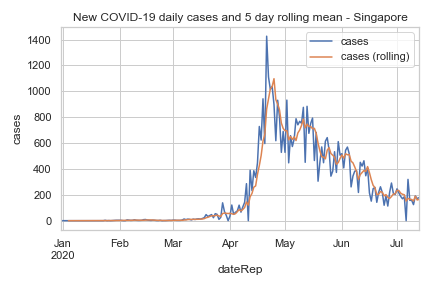 New COVID-19 daily cases and 5 day rolling mean - Singapore
cases
cases (rolling)
1400
1200
1000
800
600
400
200
0
cases
Jan
2020
Feb
Mar
Apr
May
Jun
Jul
dateRep